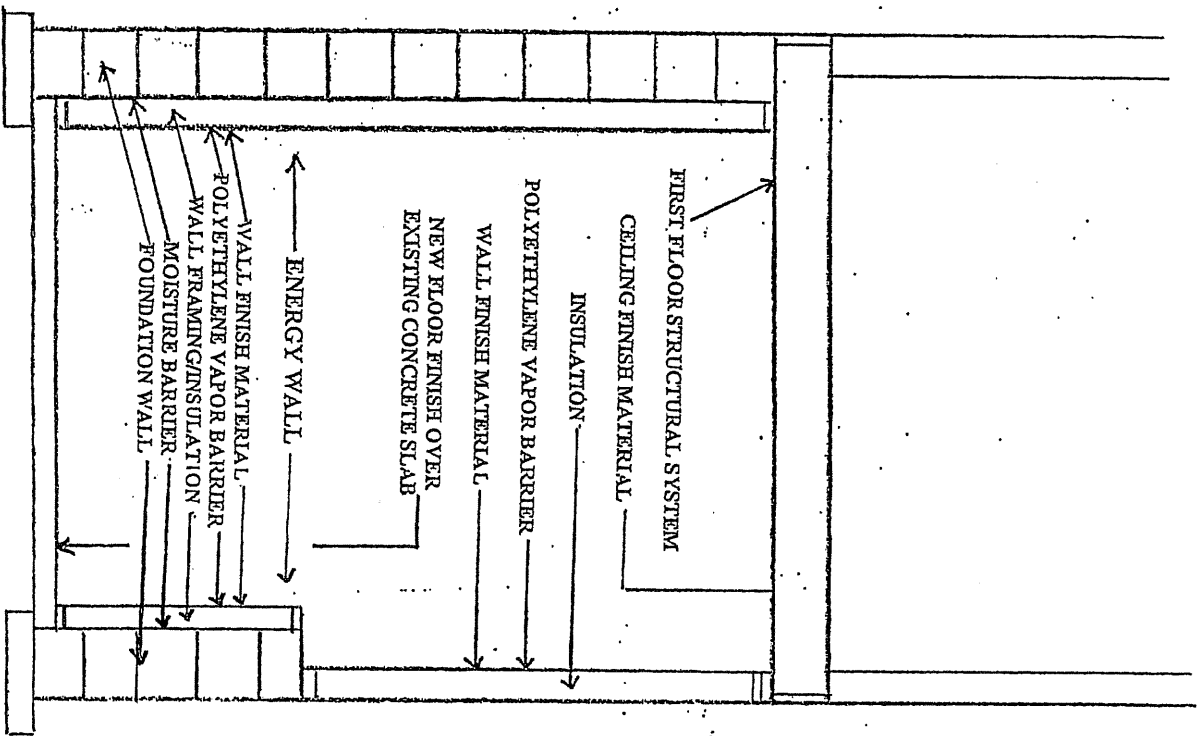 FIRST FLOOR STRUCTURAL SYSTEM
CEILING FINISH MATERIAL
INSULATION
POLYETHYLENE VAPOR BARRIER
WALL FINISH MATERIAL
NEW FLOOR FINISH OVER
EXISTING CONCRETE SLAB
ENERGY WALL
WALL FINISH MATERIAL
POLYETHYLENE VAPOR BARRIER
WALL FRAMING/INSULATION
MOISTURE BARRIER
FOUNDATION WALL